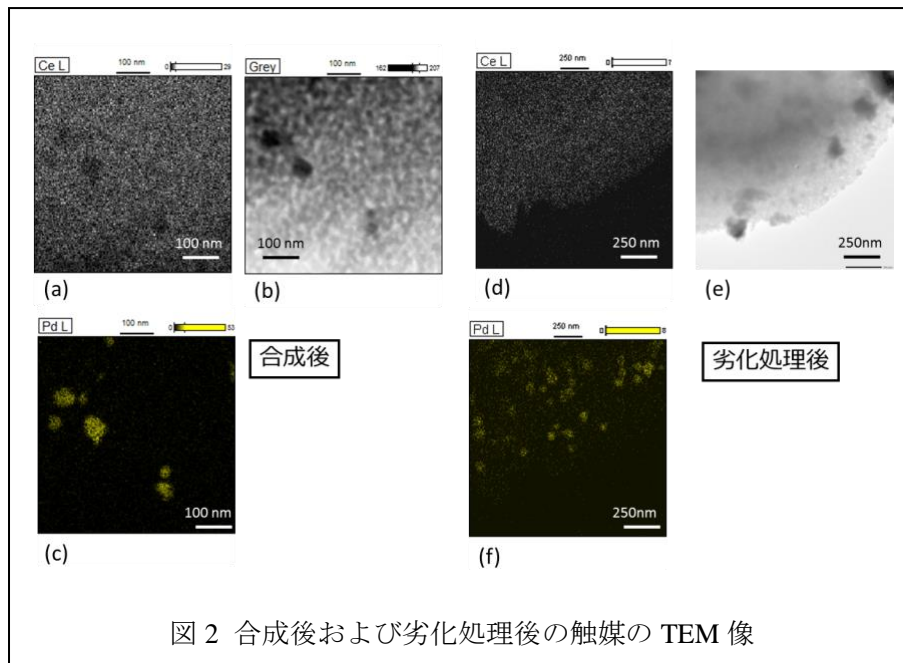 Ce L 100 nm 0 29
100 nm
(a)
Grey 100 nm 162 207
100 nm
(b)
Ce L 250 nm 0 7
250 nm
(d)
250nm
(e)
Pd L 100 nm 0 53
100 nm
(c)
合成後
Pd L 250 nm
250nm
(f)
劣化処理後
図 2 合成後および劣化処理後の触媒の TEM 像